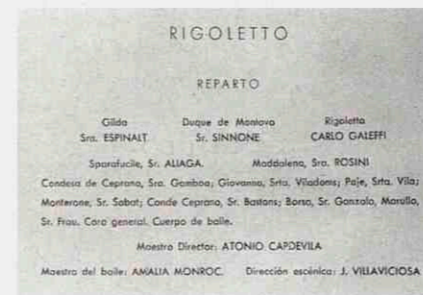 RIGOLETTO
REPARTO
Gilda Duque de Mantova Rigoletto
Sra. ESPINALT Sr. SINNONE CARLO GALEFFI
Sparafucile, Sr. ALIAGA. Maddalena, Sra. ROSINI
Condesa de Ceprano, Sra. Gamboa; Giovanna, Srta. Viladoms; Paje, Srta. Vila;
Monterone, Sr. Sabat; Conde Ceprano, Sr. Bastons; Borsa, Sr. Gonzalo, Marullo,
Sr. Frau. Coro general. Cuerpo de baile.
Maestro Director: ATONIO CAPDEVILA
Maestra del baile: AMALIA MONROC. Dirección escénica: J. VILLAVICIOSA